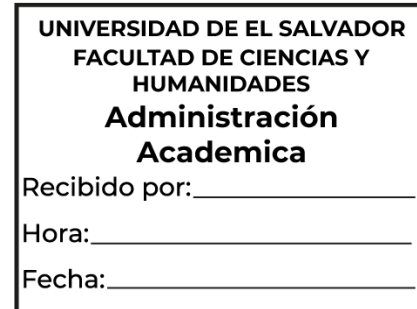 UNIVERSIDAD DE EL SALVADOR
FACULTAD DE CIENCIAS Y
HUMANIDADES
Administración
Academica
Recibido por:
Hora:
Fecha: